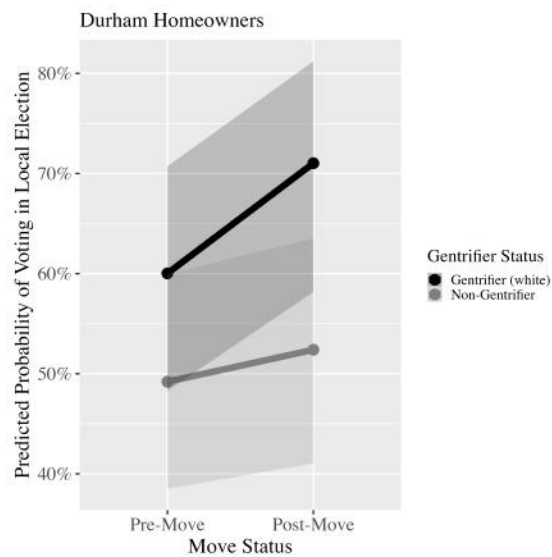 Durham Homeowners
Predicted Probability of Voting in Local Election
80%
70%
60%
50%
40%
Pre-Move Post-Move
Move Status
Gentrifier Status
Gentrifier (white)
Non-Gentrifier